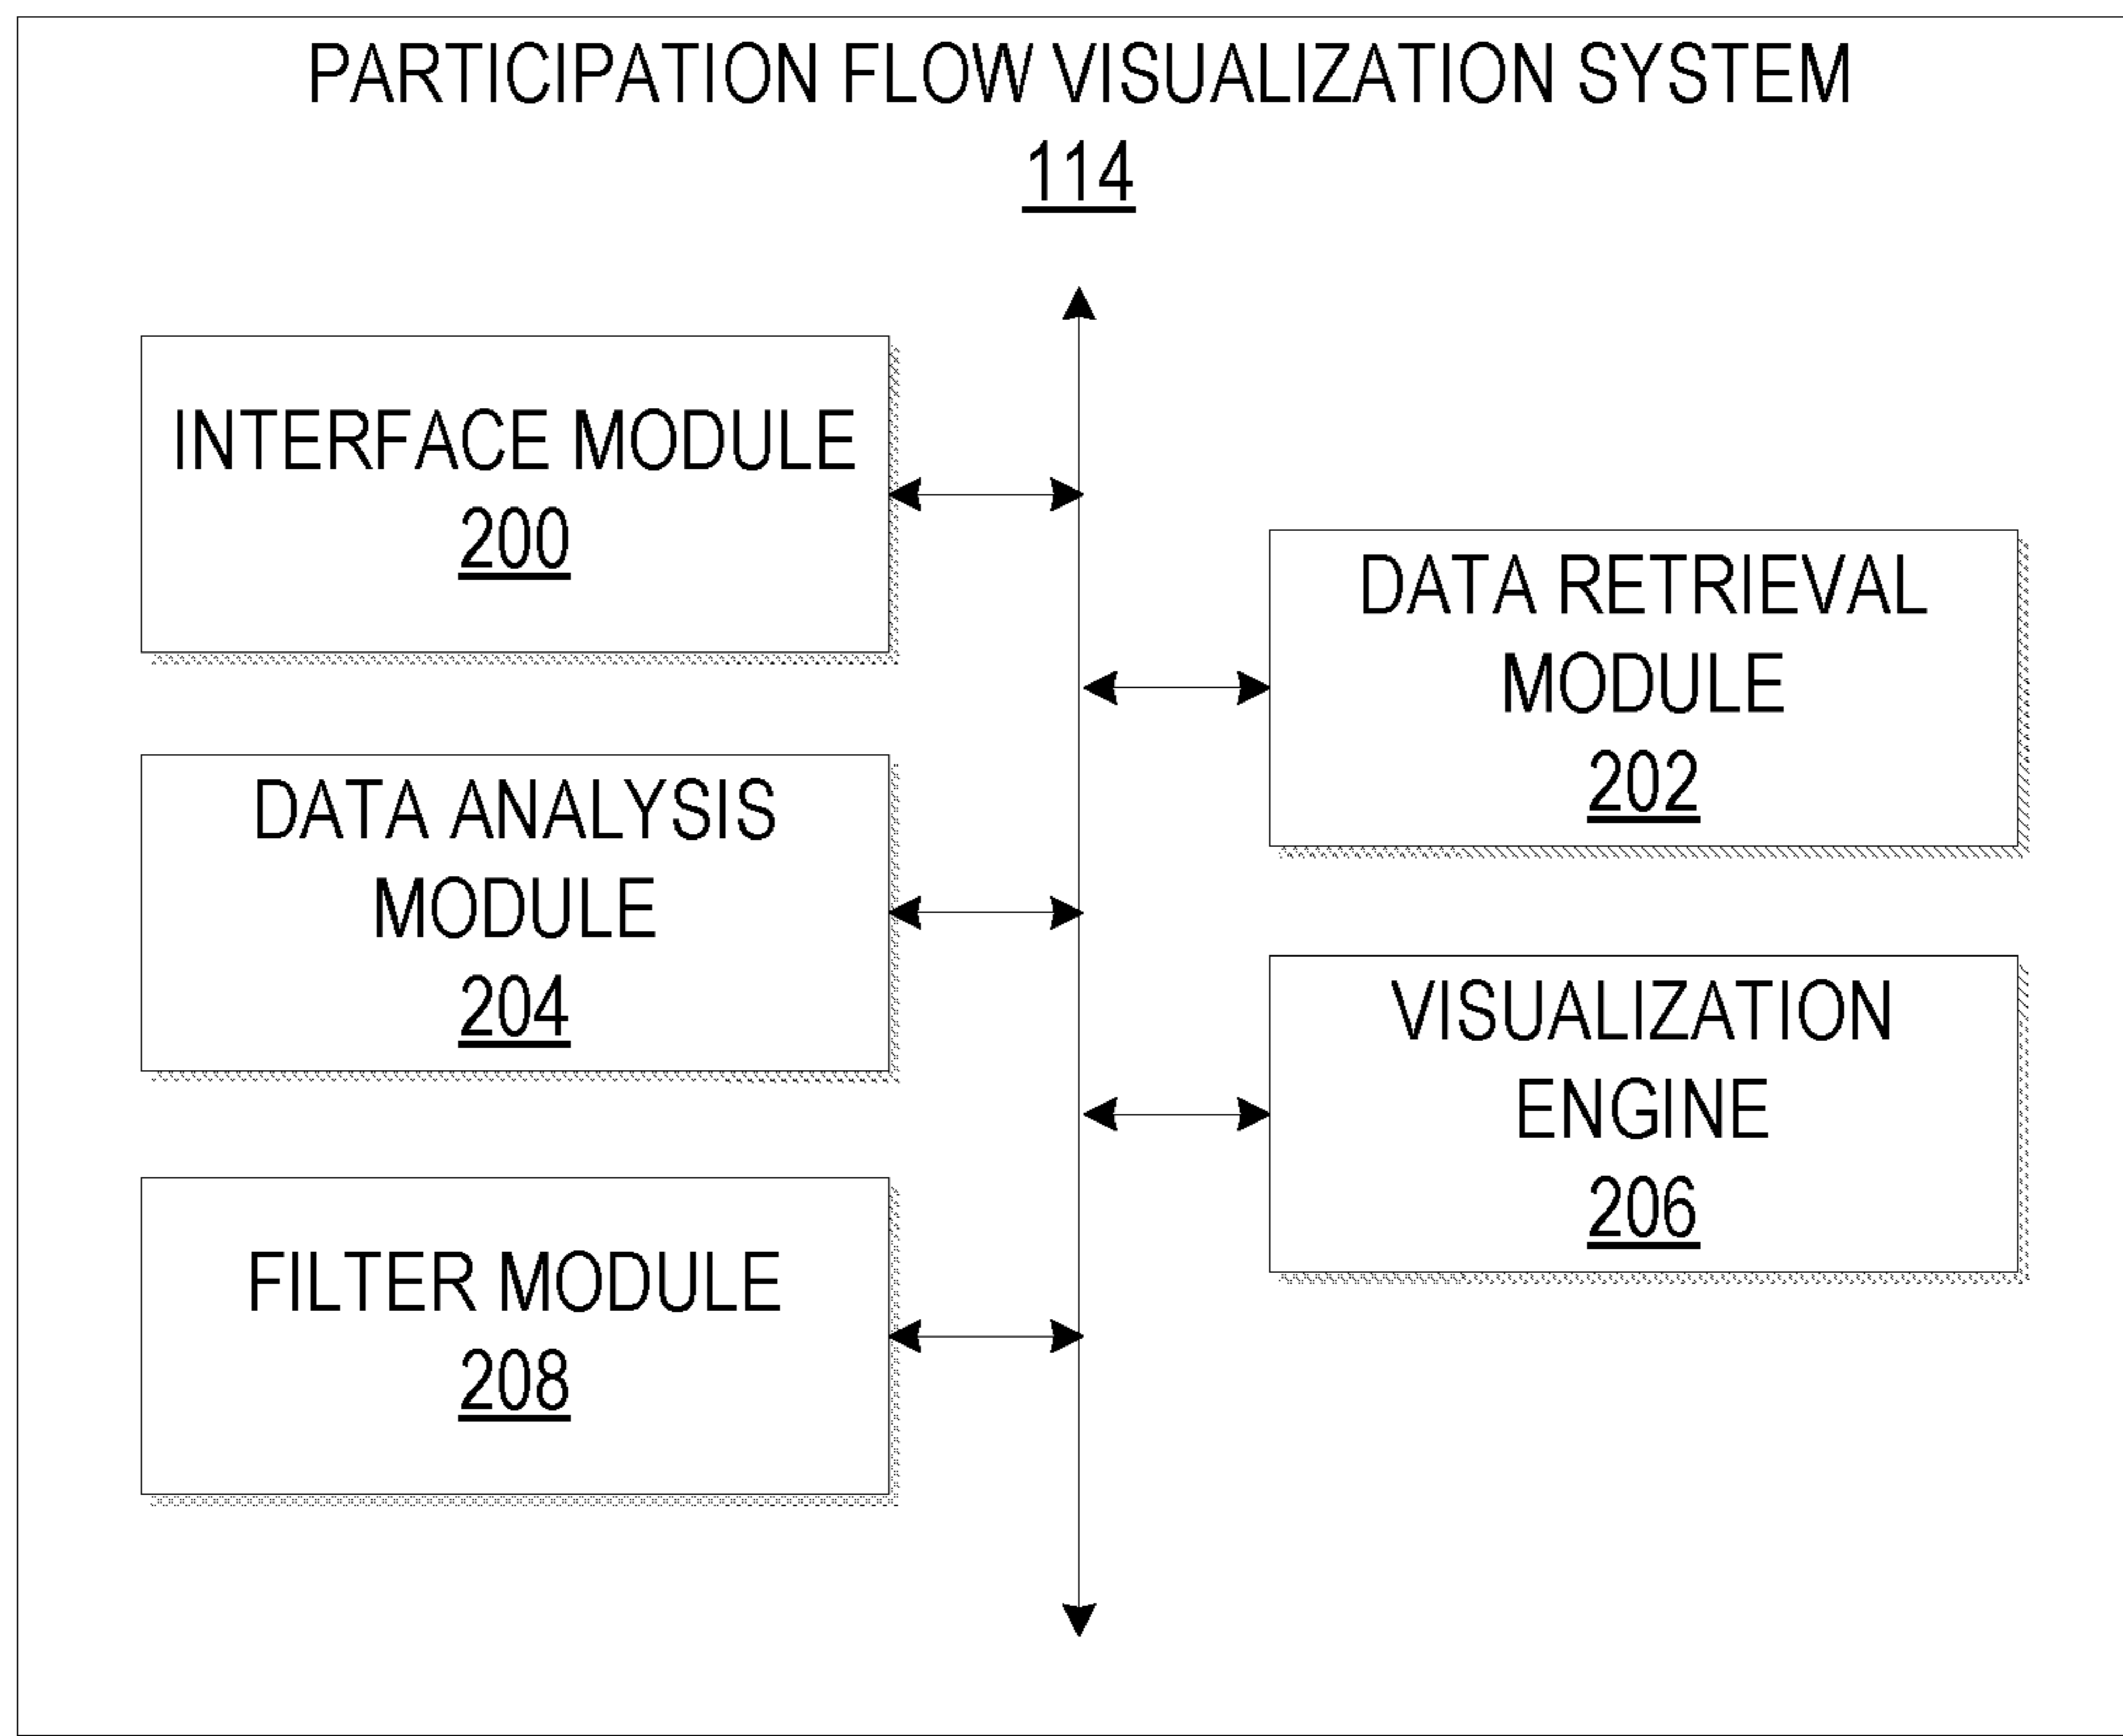 PARTICIPATION FLOW VISUALIZATION SYSTEM
114
INTERFACE MODULE
200
DATA RETRIEVAL
MODULE
202
DATA ANALYSIS
MODULE
204
VISUALIZATION
ENGINE
206
FILTER MODULE
208